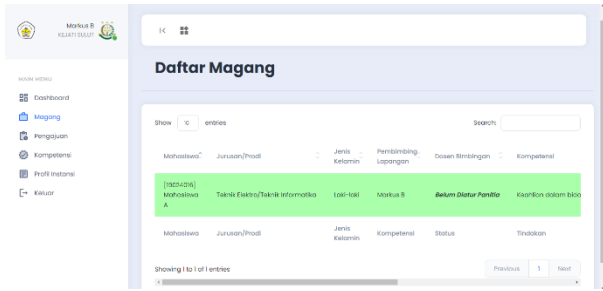 Markus B
KEJATI SULUT
MAIN MENU
Dashboard
Magang
Pengajuan
Kompetensi
Profil Instansi
Keluar
Daftar Magang
Show 10 entries
Search:
Mahasiswa Jurusan/Prodi Jenis Kelamin Pembimbing. Lapangan Dosen Bimbingan Kompetensi
[19024016] Mahasiswa A Teknik Elektro/Teknik Informatika Laki-laki Markus B Belum Diatur Panitia Keahlian dalam bida
Mahasiswa Jurusan/Prodi Jenis Kelamin Kompetensi Status Tindakan
Showing 1 to 1 of 1 entries
Previous 1 Next